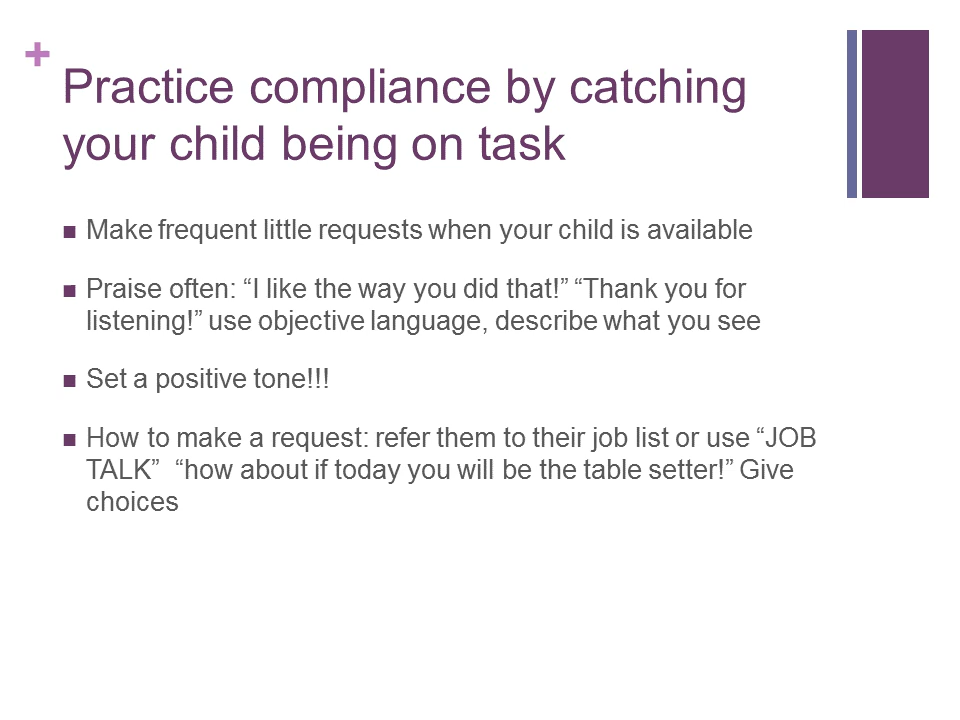 +
Practice compliance by catching
your child being on task
■ Make frequent little requests when your child is available
■ Praise often: “I like the way you did that!” “Thank you for
listening!” use objective language, describe what you see
■ Set a positive tone!!!
■ How to make a request: refer them to their job list or use “JOB
TALK”  “how about if today you will be the table setter!” Give
choices